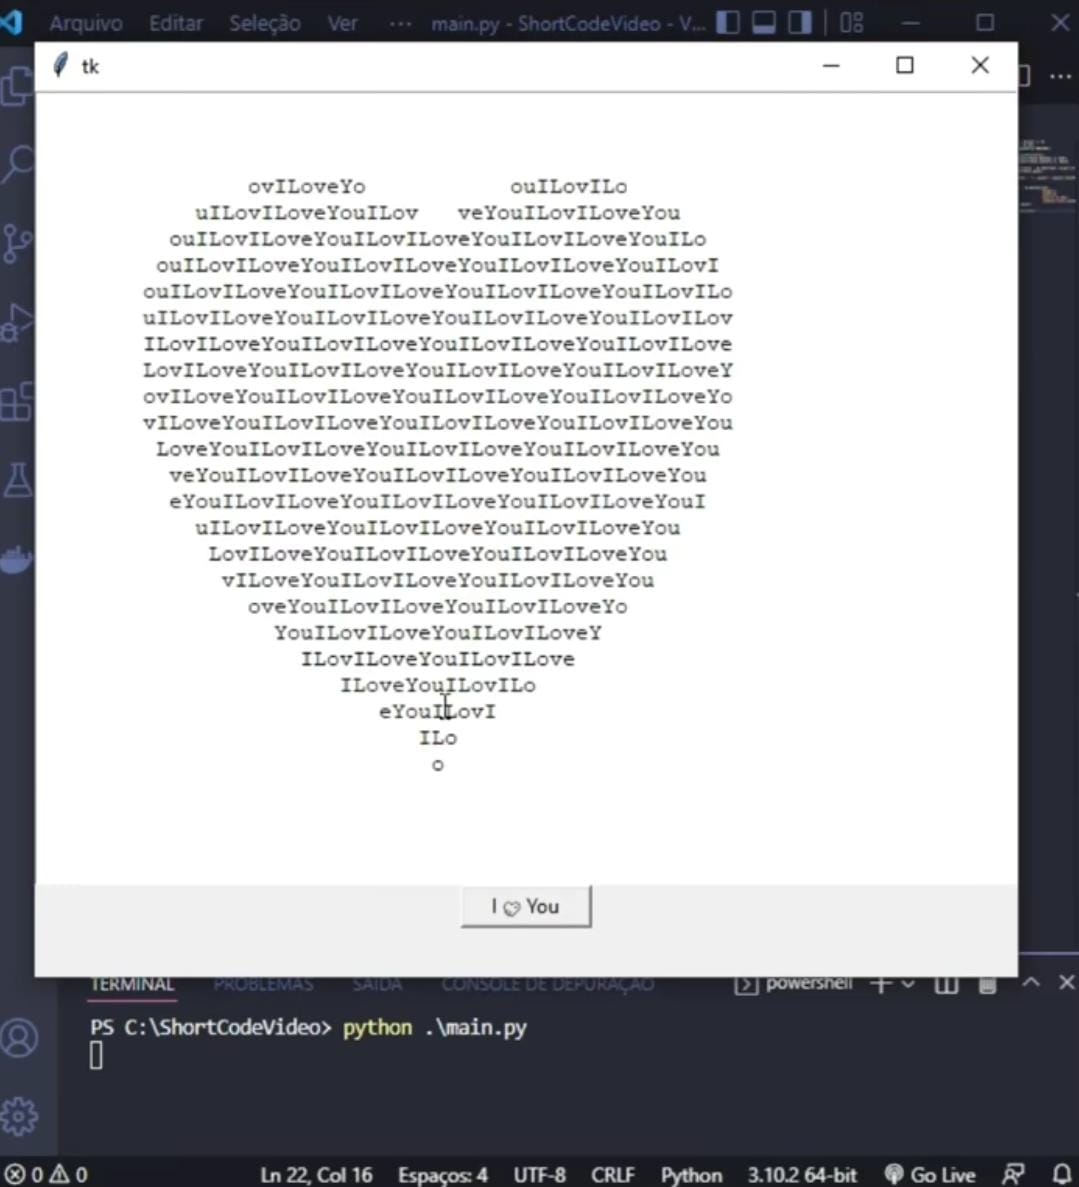 Arquivo Editar Seleção Ver ··· main.py - ShortCodeVideo - V...
tk
ovILoveYo ouILovILo
uILovILoveYouILov veYouILovILoveYou
ouILovILoveYouILovILoveYouILovILoveYouILo
ouILovILoveYouILovILoveYouILovILoveYouILovI
ouILovILoveYouILovILoveYouILovILoveYouILovILo
uILovILoveYouILovILoveYouILovILoveYouILovILov
ILovILoveYouILovILoveYouILovILoveYouILovILove
LovILoveYouILovILoveYouILovILoveYouILovILoveY
ovILoveYouILovILoveYouILovILoveYouILovILoveYo
vILoveYouILovILoveYouILovILoveYouILovILoveYou
LoveYouILovILoveYouILovILoveYouILovILoveYou
veYouILovILoveYouILovILoveYouILovILoveYou
eYouILovILoveYouILovILoveYouILovILoveYouI
uILovILoveYouILovILoveYouILovILoveYou
LovILoveYouILovILoveYouILovILoveYou
vILoveYouILovILoveYouILovILoveYou
oveYouILovILoveYouILovILoveYo
YouILovILoveYouILovILoveY
ILovILoveYouILovILove
ILoveYouILovILo
eYouILovI
ILo
o
I ♡ You
TERMINAL PROBLEMAS SAÍDA CONSOLE DE DEPURAÇÃO powershell
PS C:\ShortCodeVideo> python .\main.py
0 0 Ln 22, Col 16 Espaços: 4 UTF-8 CRLF Python 3.10.2 64-bit Go Live